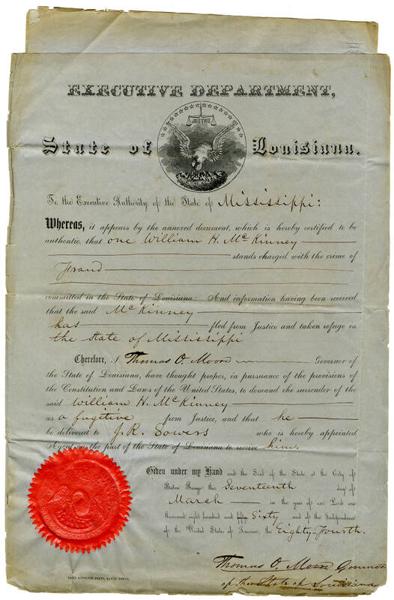 EXECUTIVE DEPARTMENT,
State of Louisiana.
JUSTICE
To the Executive Authority of the State of Mississippi:
Whereas, it appears by the annexed document, which is hereby certified to be
authentic, that one William H. McKinney
stands charged with the crime of
Fraud
committed in the State of Louisiana. And information having been received
that the said McKinney
has fled from Justice and taken refuge in
the State of Mississippi
Therefore, I Thomas O. Moore Governor of
the State of Louisiana, have thought proper, in pursuance of the provisions of
the Constitution and Laws of the United States, to demand the surrender of the
said William H. McKinney
as a fugitive from Justice, and that he
be delivered to J. R. Sowers who is hereby appointed
Agent on the part of the State of Louisiana to receive him
Given under my Hand and the Seal of the State at the City of
Baton Rouge this Seventeenth day of
March in the year of our Lord one
thousand eight hundred and fifty Sixty and of the Independence
of the United States of America, the Eighty-Fourth.
Thomas O. Moore Governor
of the State of Louisiana